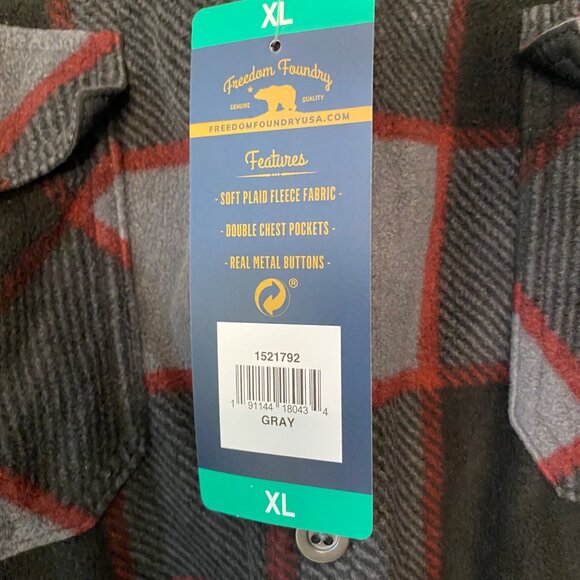 XL
Freedom Foundry
GENUINE QUALITY
FREEDOMFOUNDRYUSA.COM
Features
- SOFT PLAID FLEECE FABRIC -
- DOUBLE CHEST POCKETS -
- REAL METAL BUTTONS -
®
1521792
1 91144 18043 4
GRAY
XL